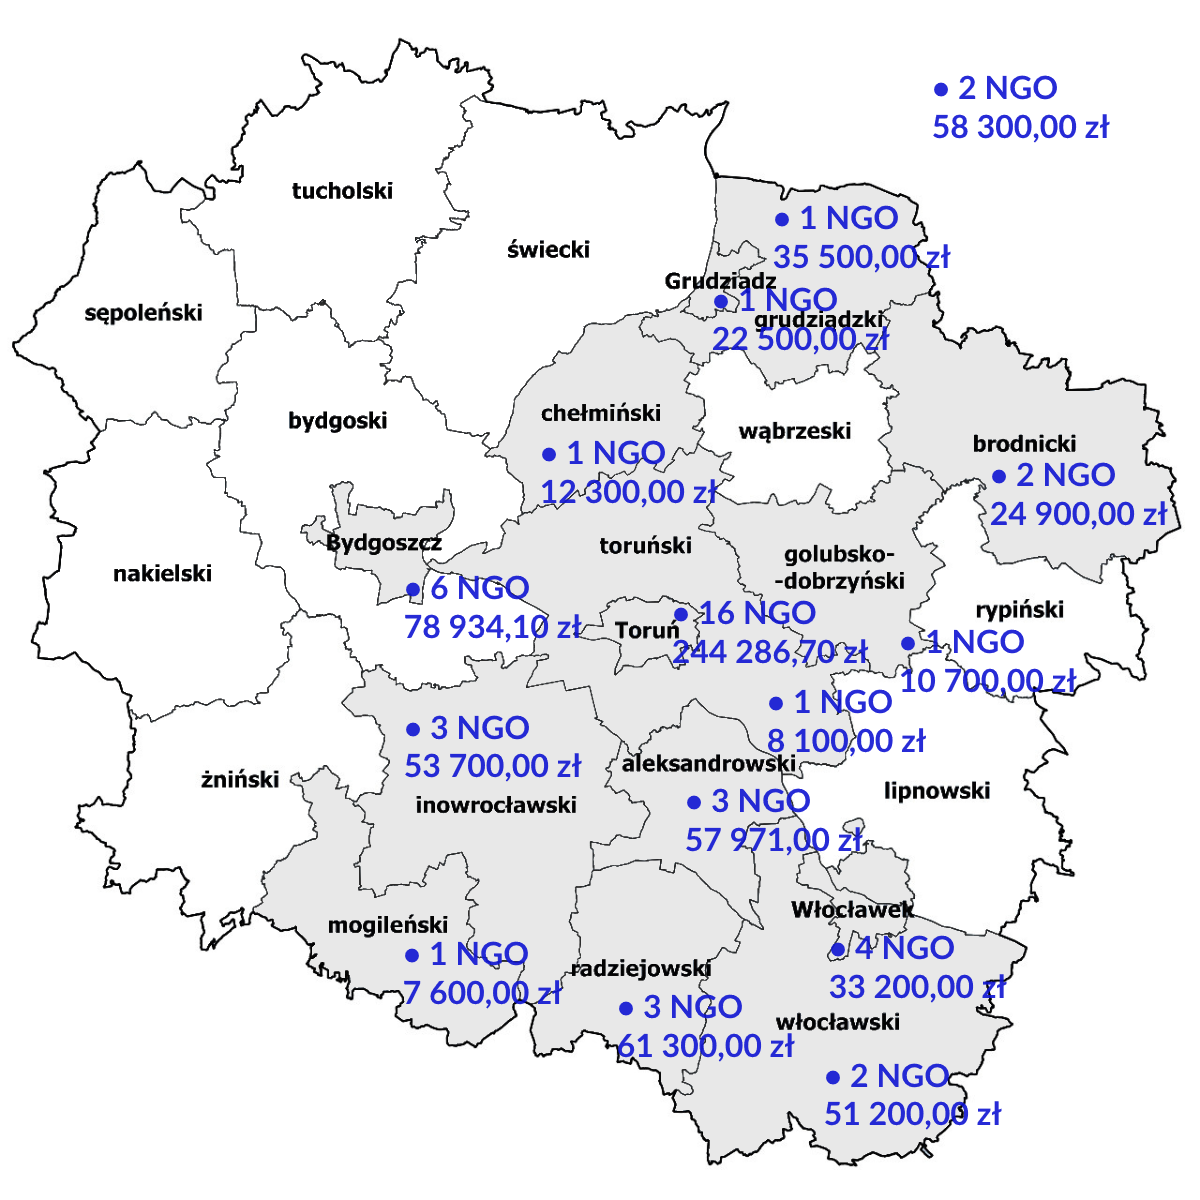 2 NGO
58 300,00 zł
tucholski
świecki
1 NGO
35 500,00 zł
Grudziądz
1 NGO
grudziądzki
22 500,00 zł
sępoleński
bydgoski
chełmiński
1 NGO
12 300,00 zł
wąbrzeski
brodnicki
2 NGO
24 900,00 zł
nakielski
Bydgoszcz
6 NGO
78 934,10 zł
toruński
golubsko-
-dobrzyński
rypiński
Toruń
16 NGO
244 286,70 zł
1 NGO
10 700,00 zł
1 NGO
8 100,00 zł
żniński
3 NGO
53 700,00 zł
inowrocławski
aleksandrowski
3 NGO
57 971,00 zł
lipnowski
mogileński
1 NGO
7 600,00 zł
radziejowski
3 NGO
61 300,00 zł
Włocławek
4 NGO
33 200,00 zł
włocławski
2 NGO
51 200,00 zł